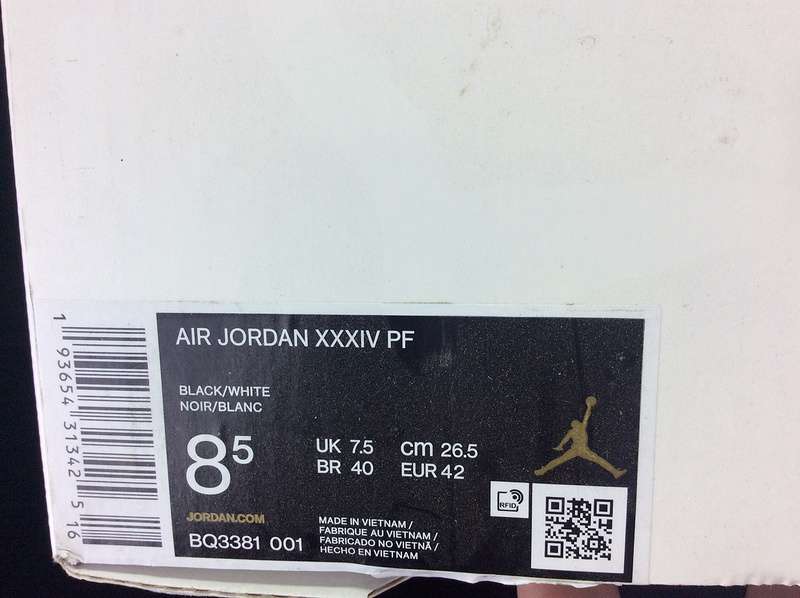 AIR JORDAN XXXIV PF
BLACK/WHITE
NOIR/BLANC
8⁵
UK 7.5 cm 26.5
BR 40 EUR 42
JORDAN.COM
BQ3381 001
MADE IN VIETNAM /
FABRIQUE AU VIETNAM /
FABRICADO NO VIETNÃ /
HECHO EN VIETNAM
RFID
1 93654 31342 5 16